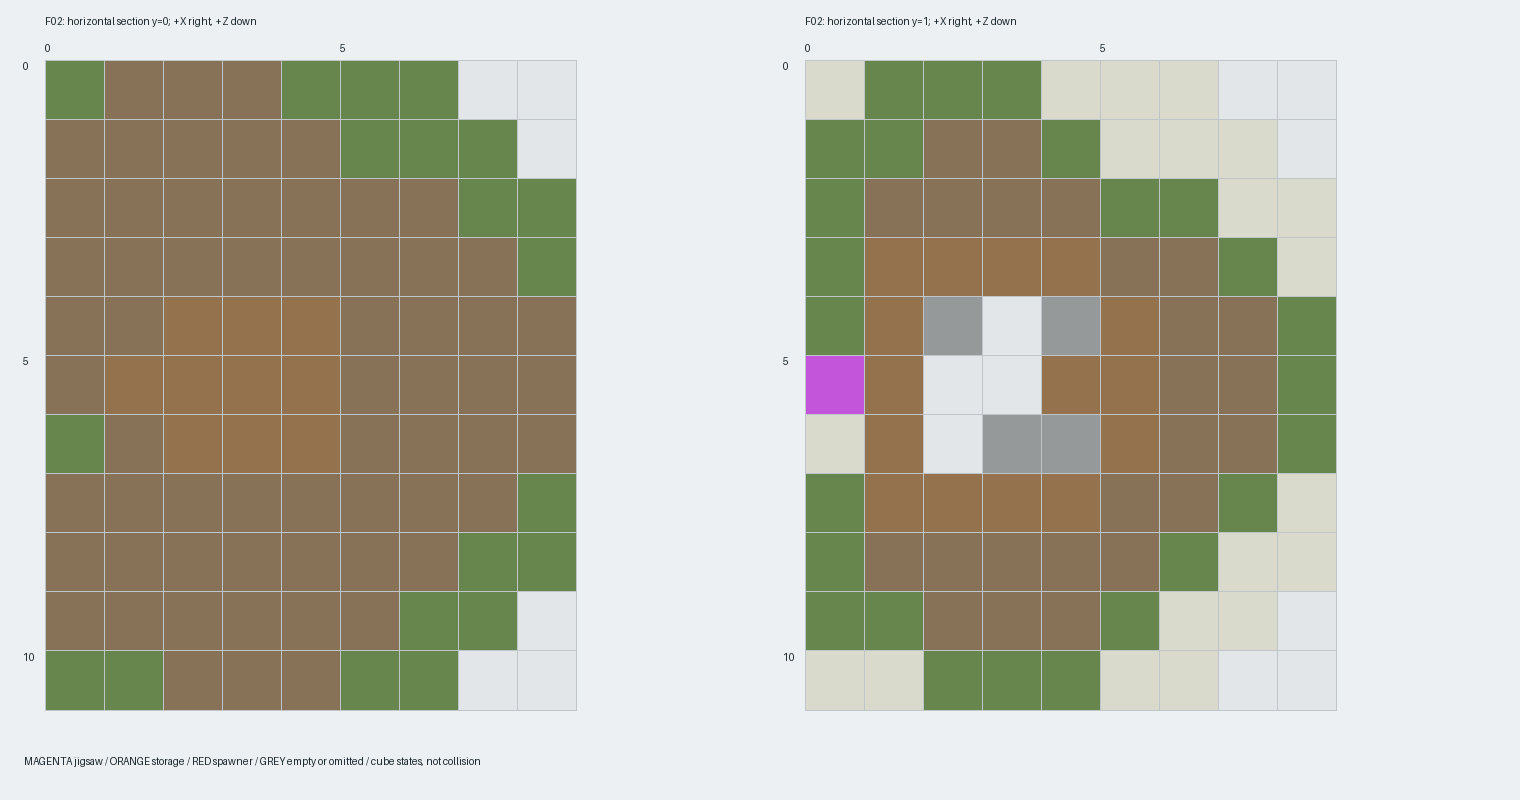 F02: horizontal section y=0; +X right, +Z down
F02: horizontal section y=1; +X right, +Z down
0 5
0 5
0
0
5
5
10
10
MAGENTA jigsaw / ORANGE storage / RED spawner / GREY empty or omitted / cube states, not collision